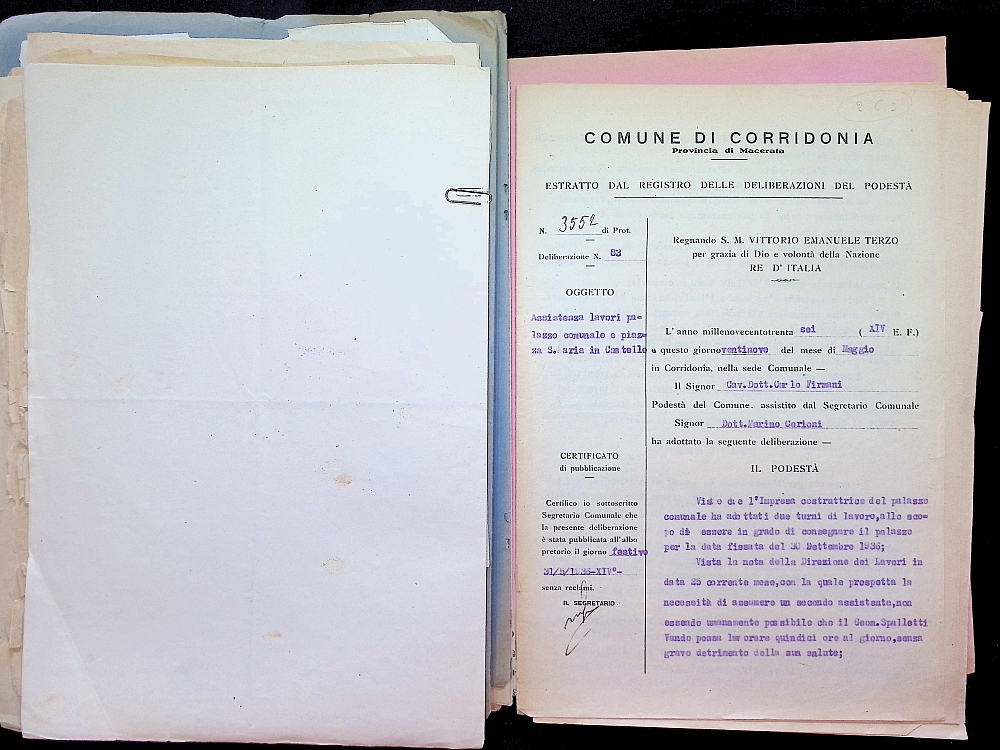 263
COMUNE DI CORRIDONIA
Provincia di Macerata
ESTRATTO DAL REGISTRO DELLE DELIBERAZIONI DEL PODESTÀ
N. 3552 di Prot.
Deliberazione N. 83
OGGETTO
Assistenza lavori pa=
lazzo comunale e piaz=
za S.Maria in Castello
CERTIFICATO
di pubblicazione
Certifico io sottoscritto
Segretario Comunale che
la presente deliberazione
è stata pubblicata all'albo
pretorio il giorno festivo
31/5/1936-XIV°-
senza reclami.
IL SEGRETARIO.
Regnando S. M. VITTORIO EMANUELE TERZO
per grazia di Dio e volontà della Nazione
RE D'ITALIA
L'anno millenovecentotrenta sei ( XIV E. F.)
a questo giorno ventinove del mese di Maggio
in Corridonia, nella sede Comunale —
Il Signor Cav.Dott.Carlo Firmani
Podestà del Comune, assistito dal Segretario Comunale
Signor Dott.Marino Cerioni
ha adottato la seguente deliberazione —
IL PODESTÀ
Visto che l'Impresa costruttrice del palazzo
comunale ha adottati due turni di lavoro,allo sco=
po di essere in grado di consegnare il palazzo
per la data fissata del 30 Settembre 1936;
Vista la nota della Direzione dei Lavori in
data 25 corrente mese,con la quale prospetta la
necessità di assumere un secondo assistente,non
essendo umanamente possibile che il Geom.Spalletti
Vando possa lavorare quindici ore al giorno,senza
grave detrimento della sua salute;